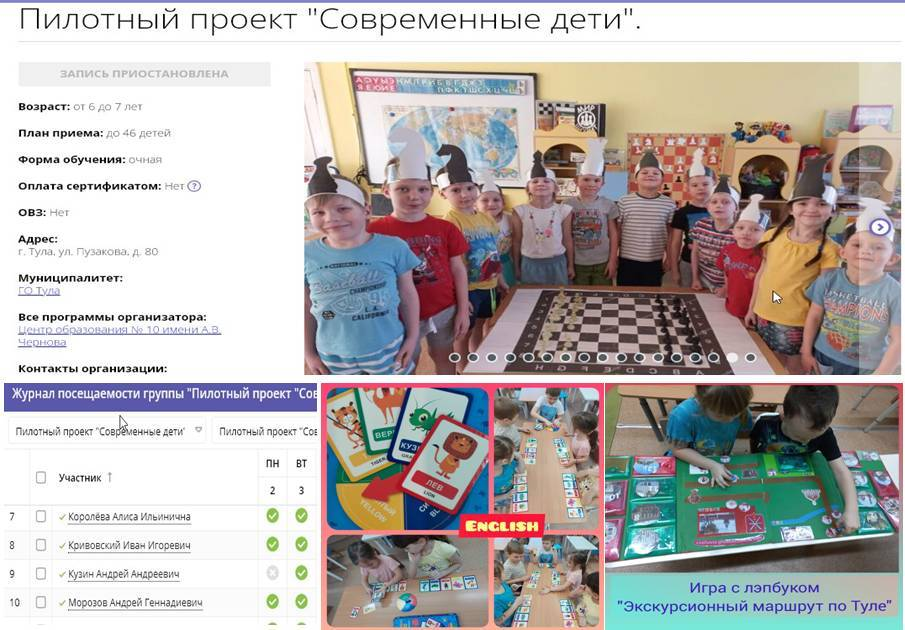 Пилотный проект "Современные дети".
ЗАПИСЬ ПРИОСТАНОВЛЕНА
Возраст: от 6 до 7 лет
План приема: до 46 детей
Форма обучения: очная
Оплата сертификатом: Нет ?
ОВЗ: Нет
Адрес:
г. Тула, ул. Пузакова, д. 80
Муниципалитет:
ГО Тула
Все программы организатора:
Центр образования № 10 имени А.В.
Чернова
Контакты организации:
BASKETBALL
Журнал посещаемости группы "Пилотный проект "Сов
Пилотный проект "Современные дети"
Пилотный проект "Сов
Участник ↑
ПН
ВТ
2
3
7 Королёва Алиса Ильинична
8 Кривовский Иван Игоревич
9 Кузин Андрей Андреевич
10 Морозов Андрей Геннадиевич
TIGER
ЛЕВ
LION
YELLOW
ENGLISH
Игра с лэпбуком
"Экскурсионный маршрут по Туле"